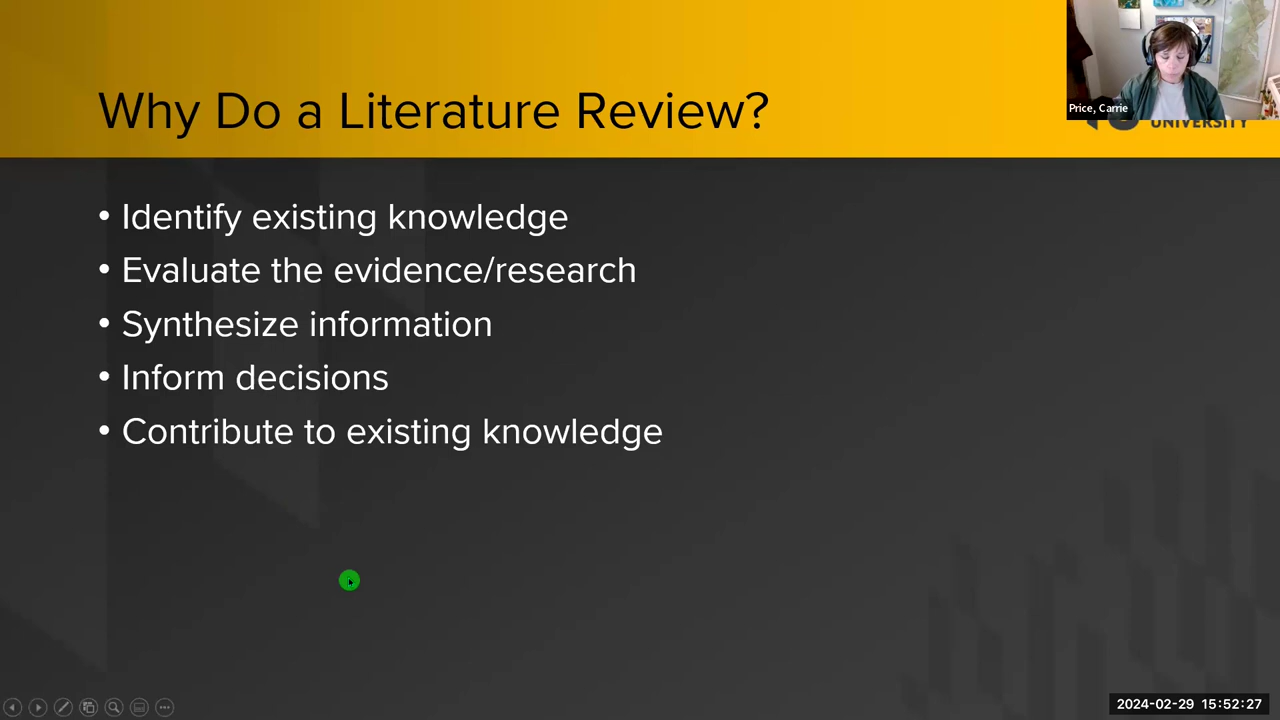 Why Do a Literature Review?
Price, Carrie
UNIVERSITY
• Identify existing knowledge
• Evaluate the evidence/research
• Synthesize information
• Inform decisions
• Contribute to existing knowledge
2024-02-29 15:52:27